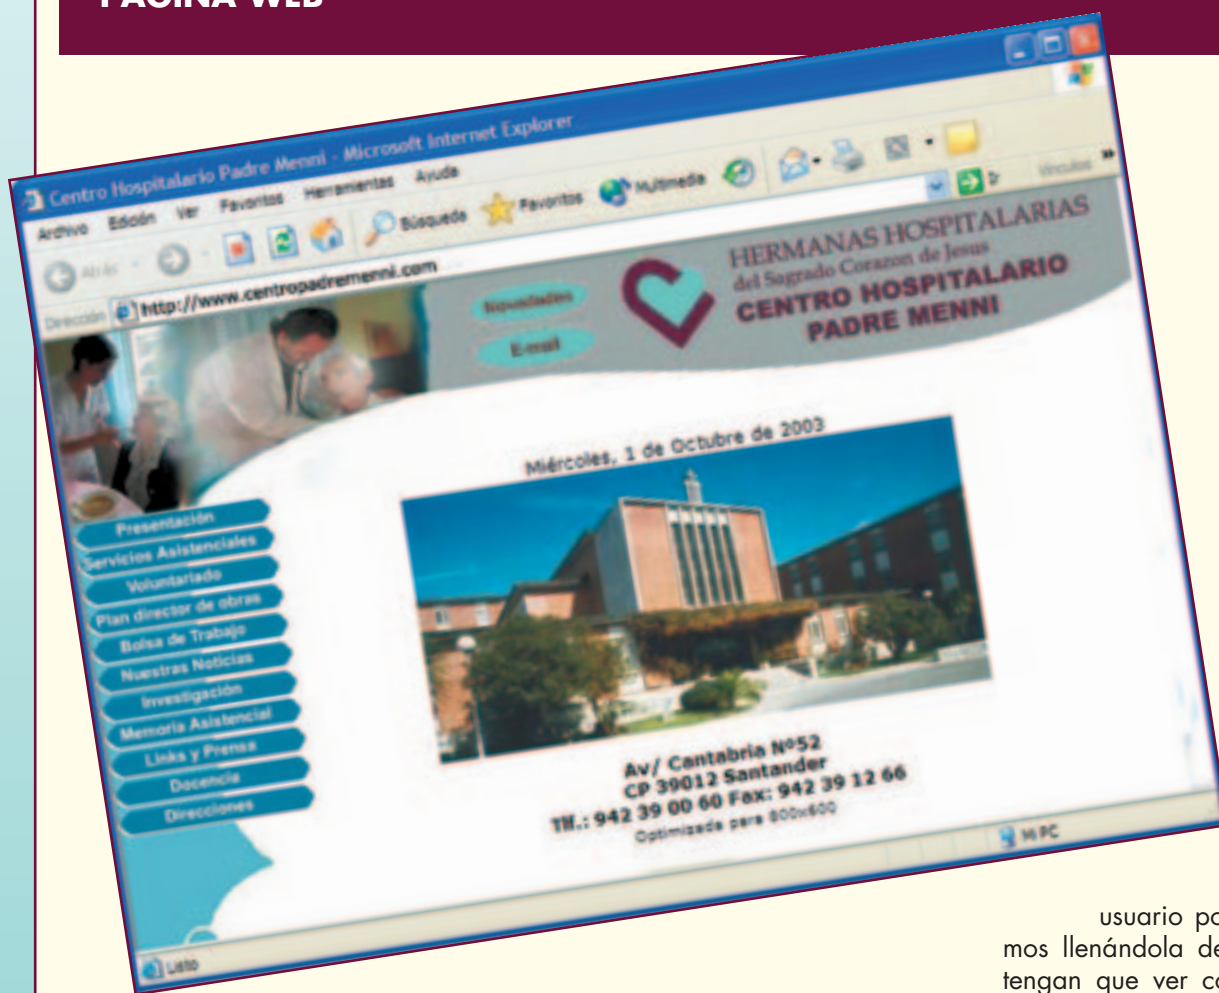 PÁGINA WEB
Centro Hospitalario Padre Menni - Microsoft Internet Explorer
Archivo Edición Ver Favoritos Herramientas Ayuda
Atrás Búsqueda Favoritos Multimedia
Dirección http://www.centropadremenni.com Ir Vínculos »
Novedades
E-mail
HERMANAS HOSPITALARIAS
del Sagrado Corazon de Jesus
CENTRO HOSPITALARIO
PADRE MENNI
Miércoles, 1 de Octubre de 2003
Presentación
Servicios Asistenciales
Voluntariado
Plan director de obras
Bolsa de Trabajo
Nuestras Noticias
Investigación
Memoria Asistencial
Links y Prensa
Docencia
Direcciones
Av/ Cantabria Nº52
CP 39012 Santander
Tlf.: 942 39 00 60 Fax: 942 39 12 66
Optimizada para 800x600
Listo
Mi PC
usuario
mos llenándola de
tengan que ver